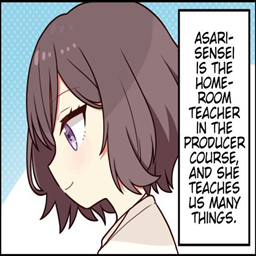 ASARI-
SENSEI
IS THE
HOME-
ROOM
TEACHER
IN THE
PRODUCER
COURSE,
AND SHE
TEACHES
US MANY
THINGS.